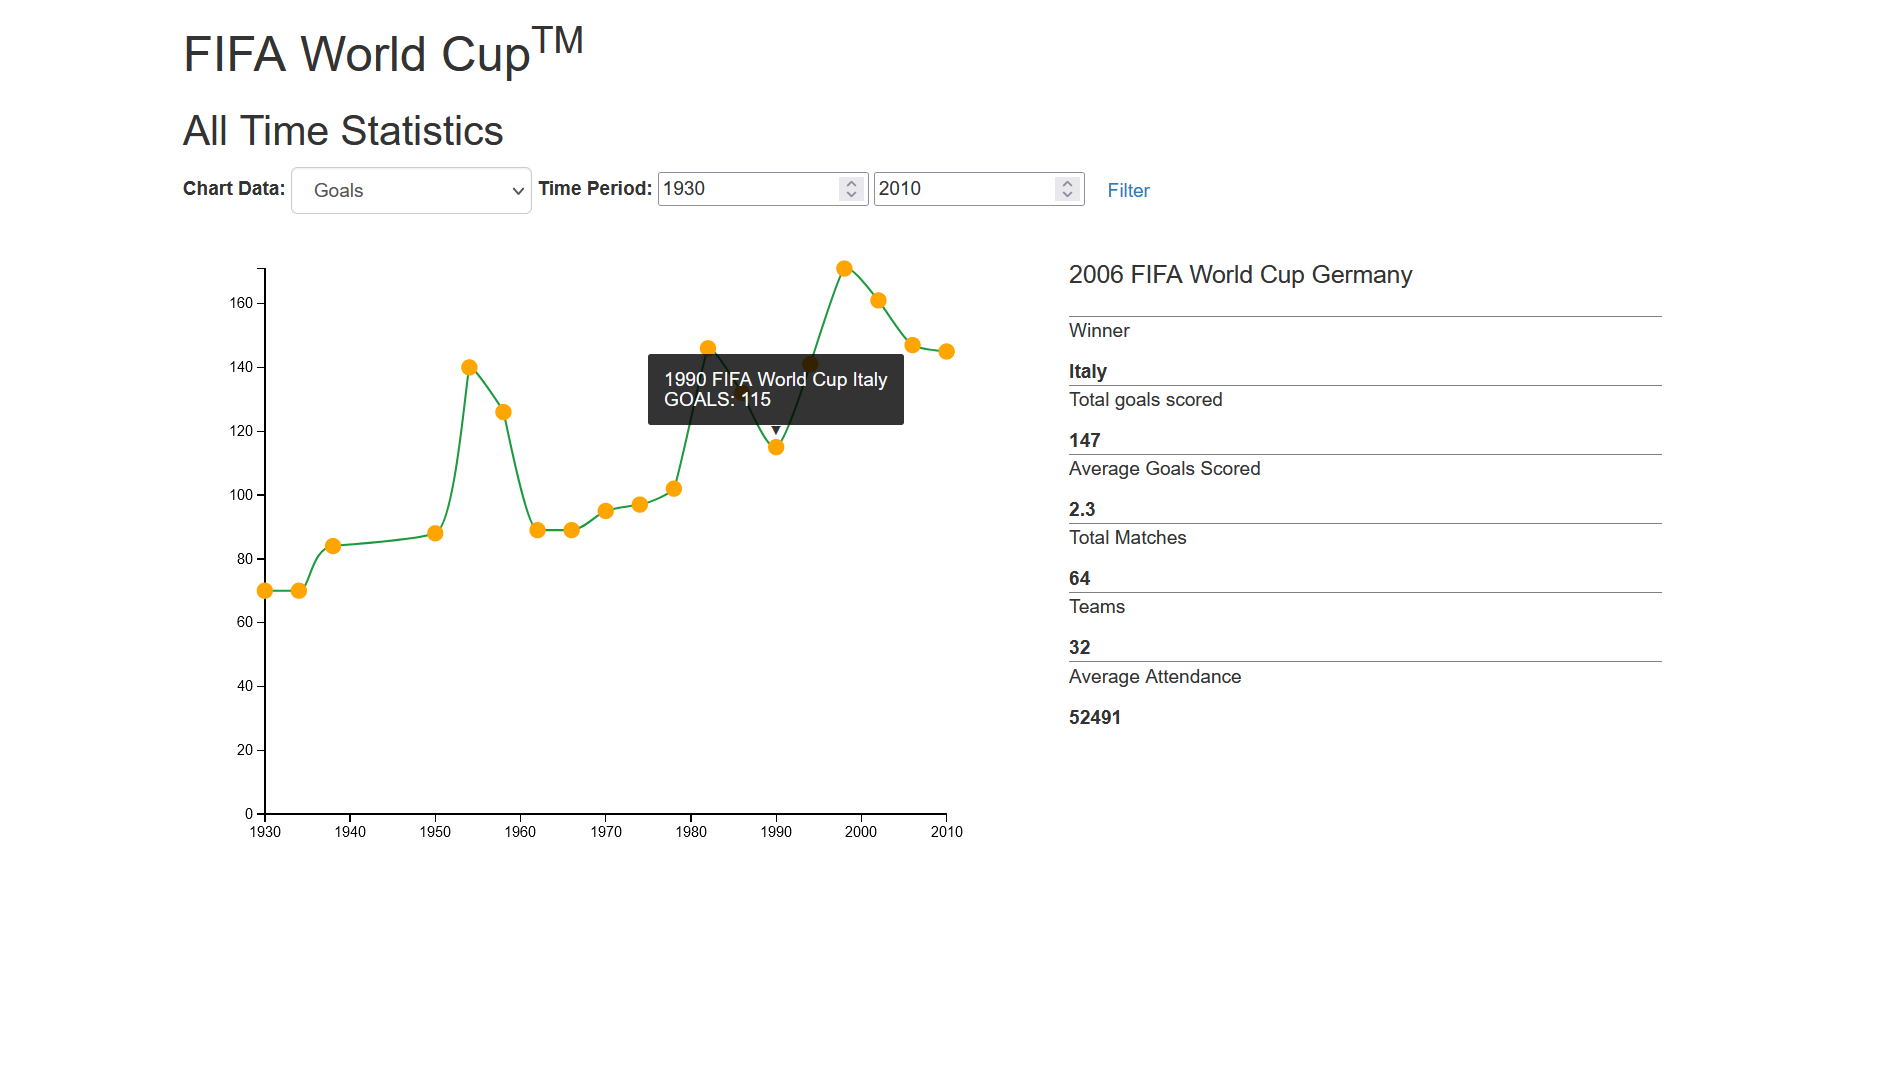 FIFA World Cup™
All Time Statistics
Chart Data: Goals Time Period: 1930 2010 Filter
160
140
120
100
80
60
40
20
0
1930 1940 1950 1960 1970 1980 1990 2000 2010
1990 FIFA World Cup Italy
GOALS: 115
2006 FIFA World Cup Germany
Winner
Italy
Total goals scored
147
Average Goals Scored
2.3
Total Matches
64
Teams
32
Average Attendance
52491